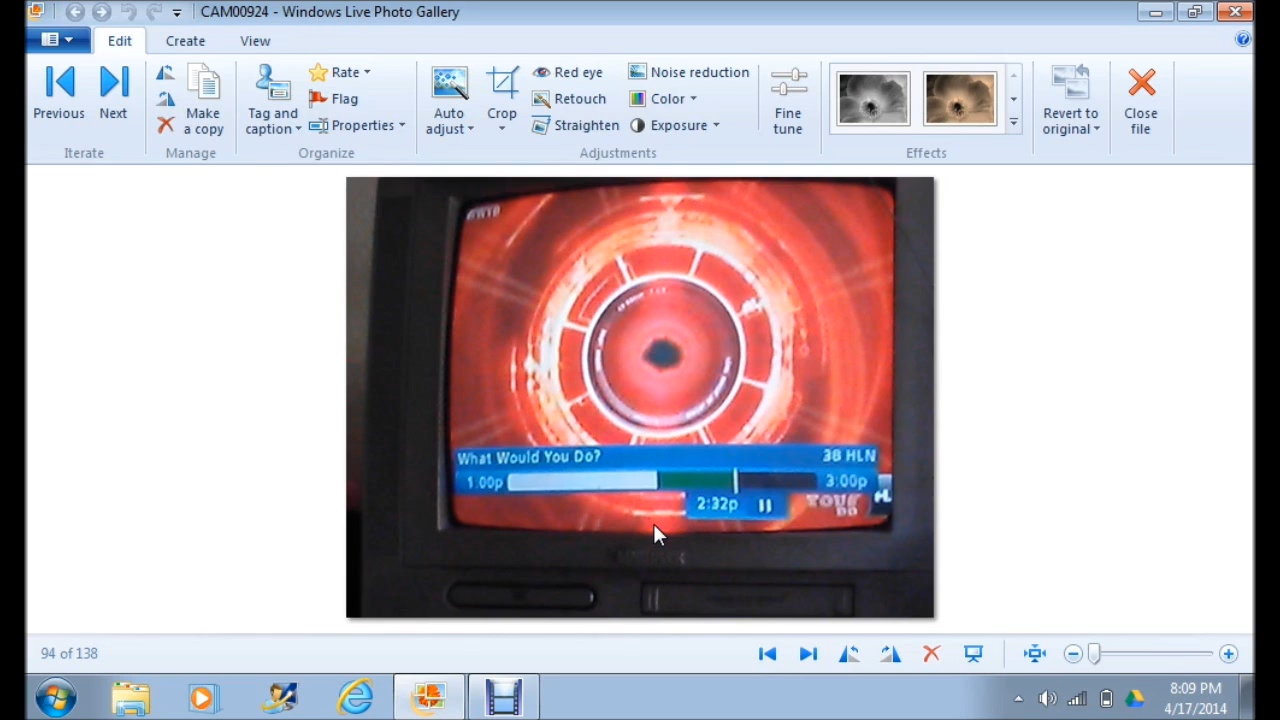 CAM00924 - Windows Live Photo Gallery
Edit
Create
View
Previous
Next
Iterate
Make
a copy
Manage
Tag and
caption
Rate
Flag
Properties
Organize
Auto
adjust
Crop
Red eye
Retouch
Straighten
Noise reduction
Color
Exposure
Adjustments
Fine
tune
Effects
Revert to
original
Close
file
What Would You Do?
38 HLN
1:00p
3:00p
2:32p
YOU
DO
94 of 138
8:09 PM
4/17/2014